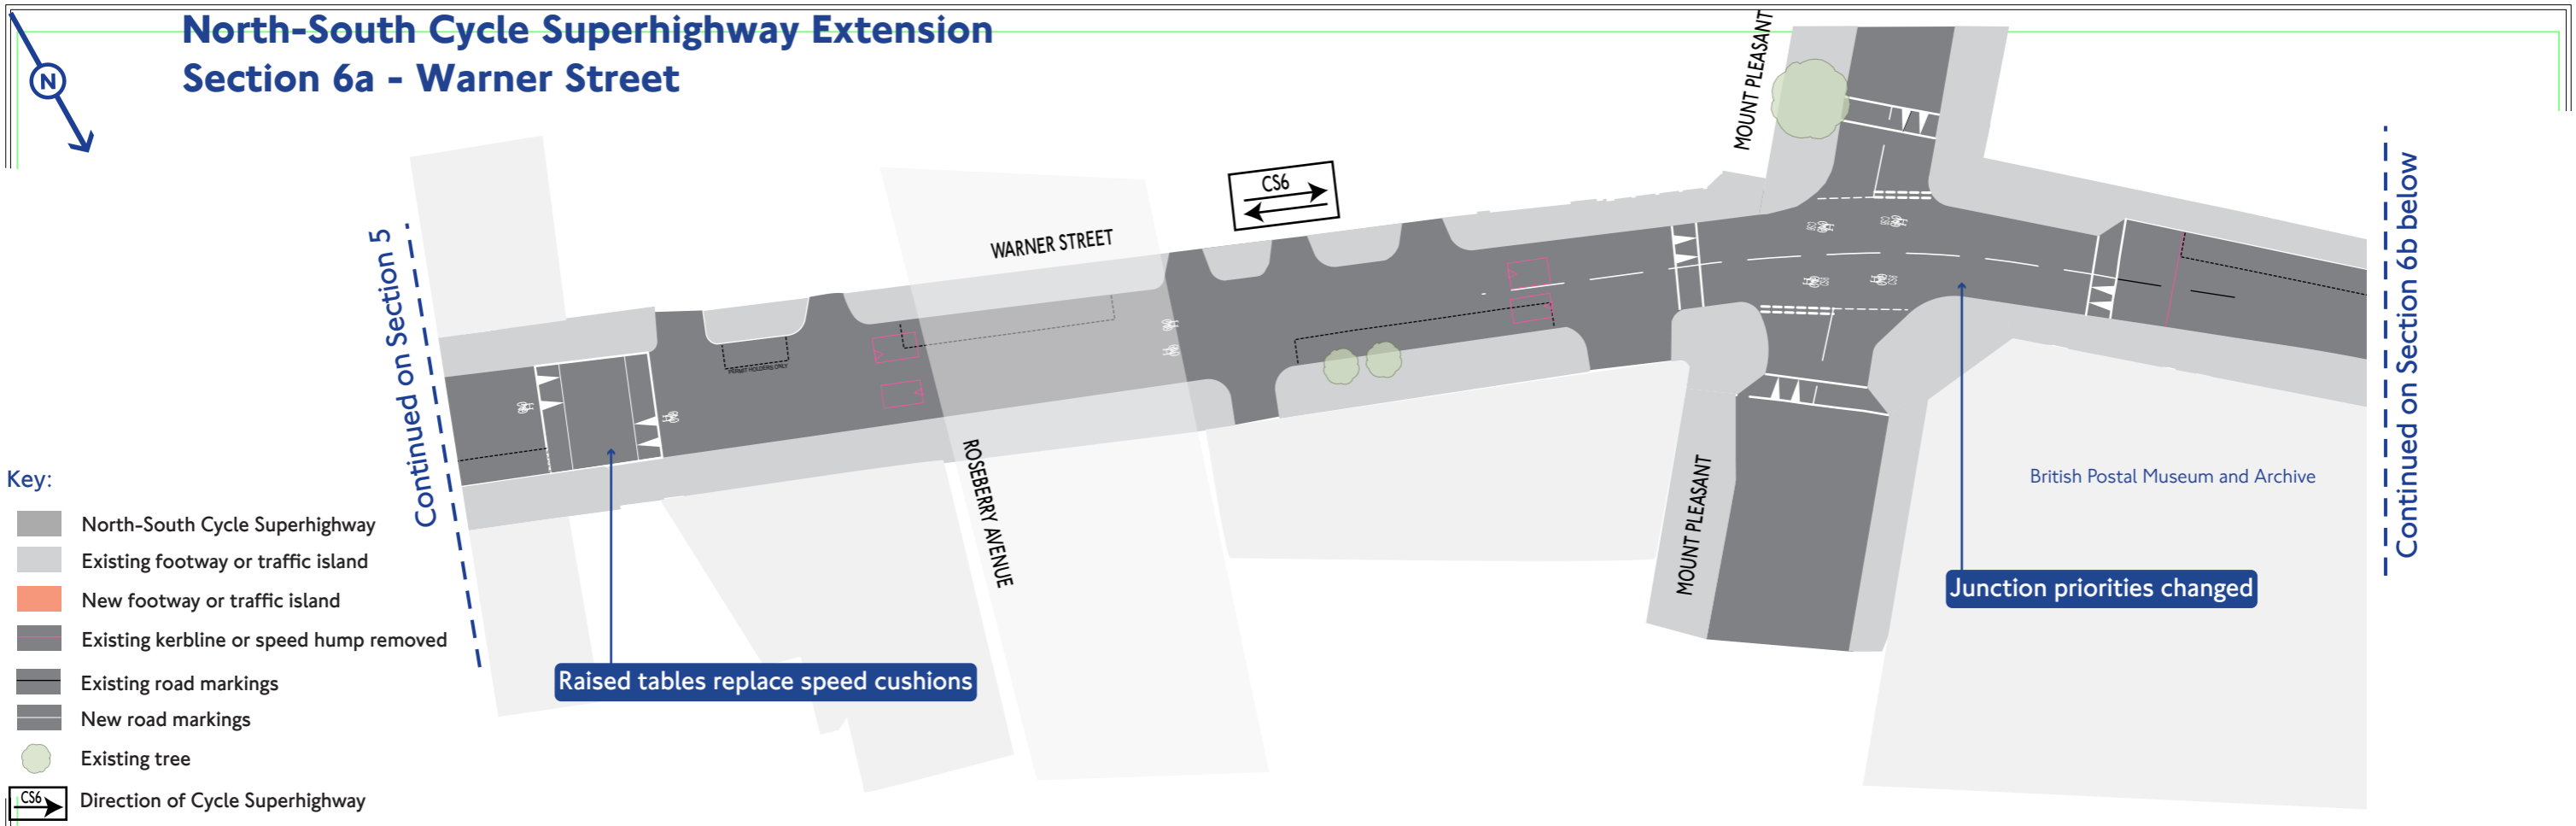 North-South Cycle Superhighway Extension
Section 6a - Warner Street
N
MOUNT PLEASANT
CS6
WARNER STREET
Continued on Section 5
Continued on Section 6b below
PERMIT HOLDERS ONLY
ROSEBERRY AVENUE
MOUNT PLEASANT
British Postal Museum and Archive
Junction priorities changed
Raised tables replace speed cushions
Key:
North-South Cycle Superhighway
Existing footway or traffic island
New footway or traffic island
Existing kerbline or speed hump removed
Existing road markings
New road markings
Existing tree
CS6
Direction of Cycle Superhighway